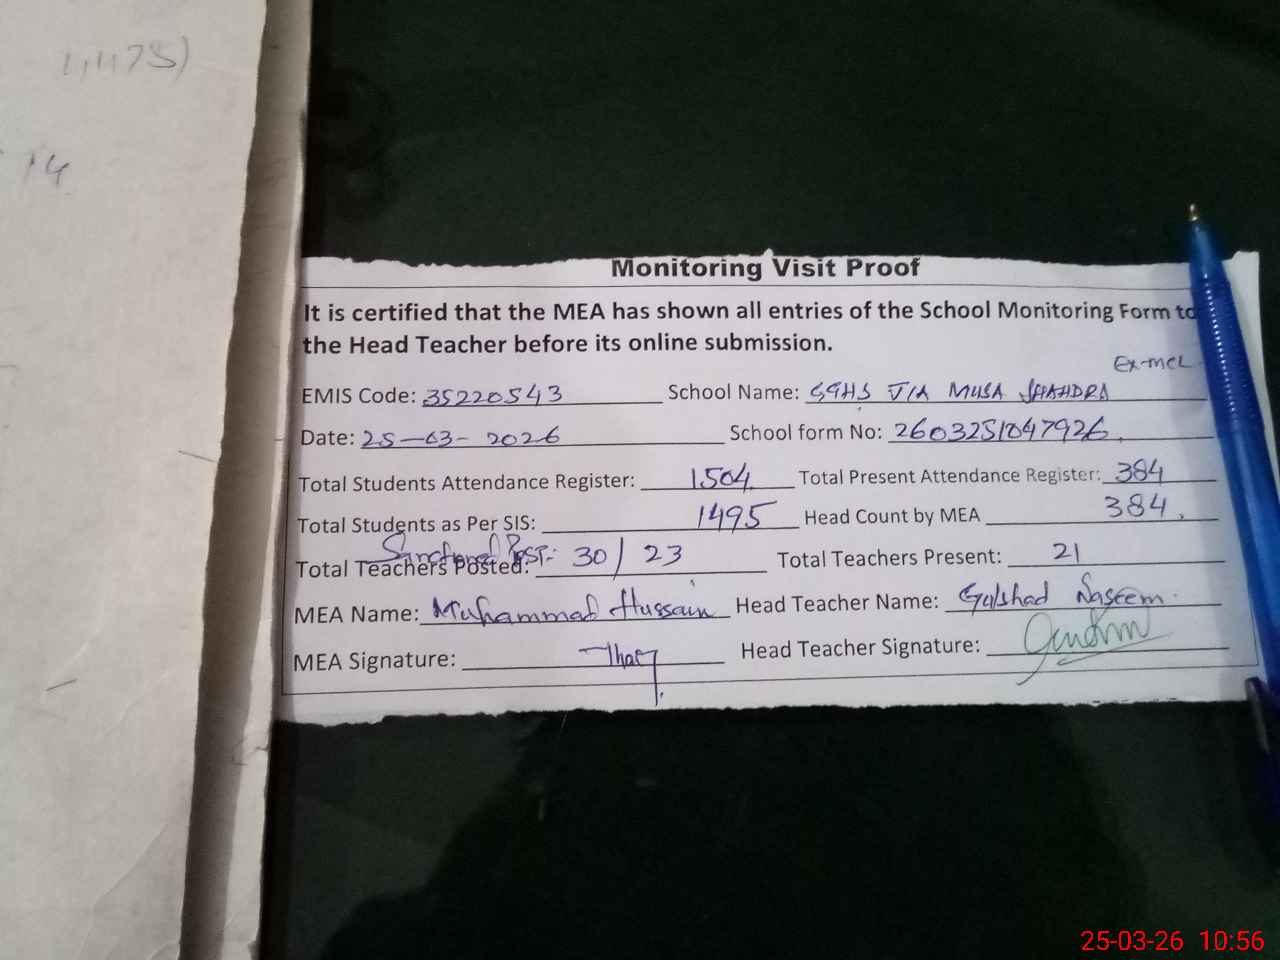 1,1175)
14
Monitoring Visit Proof
It is certified that the MEA has shown all entries of the School Monitoring Form to
the Head Teacher before its online submission.
Ex-MCL
EMIS Code: 35220543 School Name: GGHS JIA MUSA SHAHDRA
Date: 25-03-2026 School form No: 2603251047926
Total Students Attendance Register: 1504 Total Present Attendance Register: 384
Total Students as Per SIS: 1495 Head Count by MEA 384
Sanctioned Post:-
Total Teachers Posted: 30/23 Total Teachers Present: 21
MEA Name: Muhammad Hussain Head Teacher Name: Gulshad Naseem
MEA Signature: Head Teacher Signature:
25-03-26 10:56